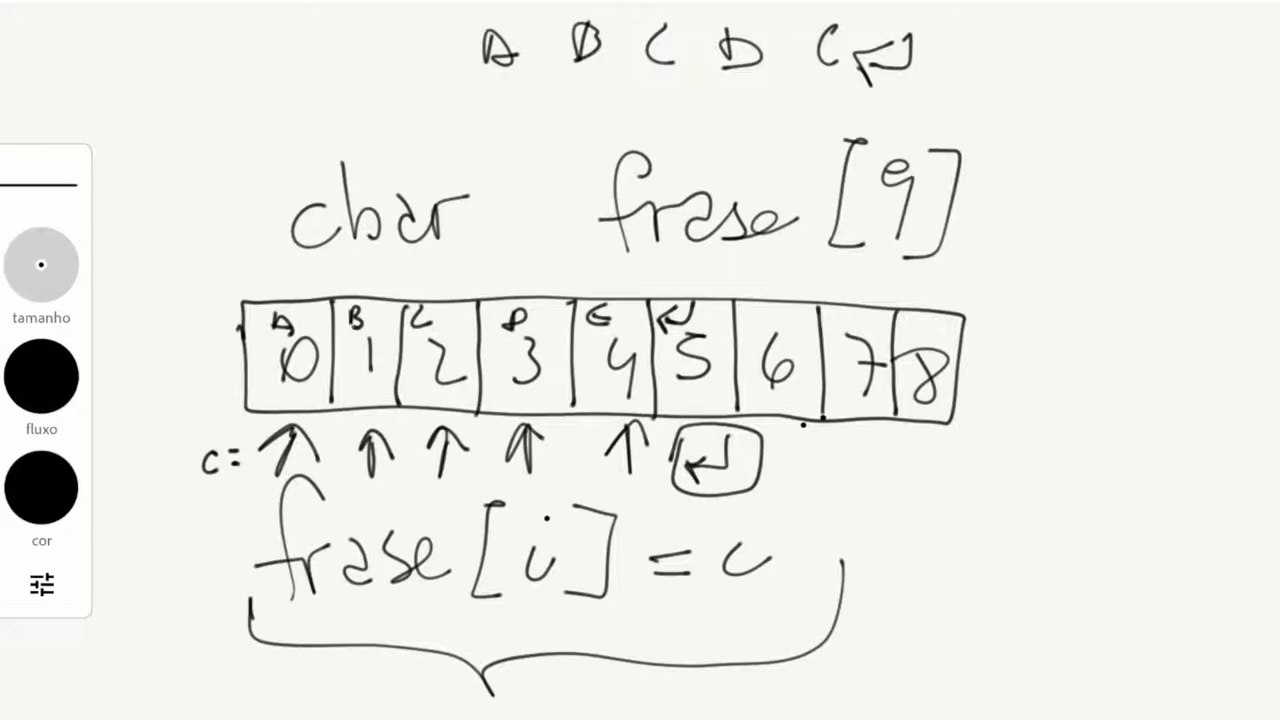 A B C D C ↵
char frase [9]
A B C D C ↵
0 1 2 3 4 5 6 7 8
c= ↑ ↑ ↑ ↑ ↑ ↵
frase [i] = c
tamanho
fluxo
cor